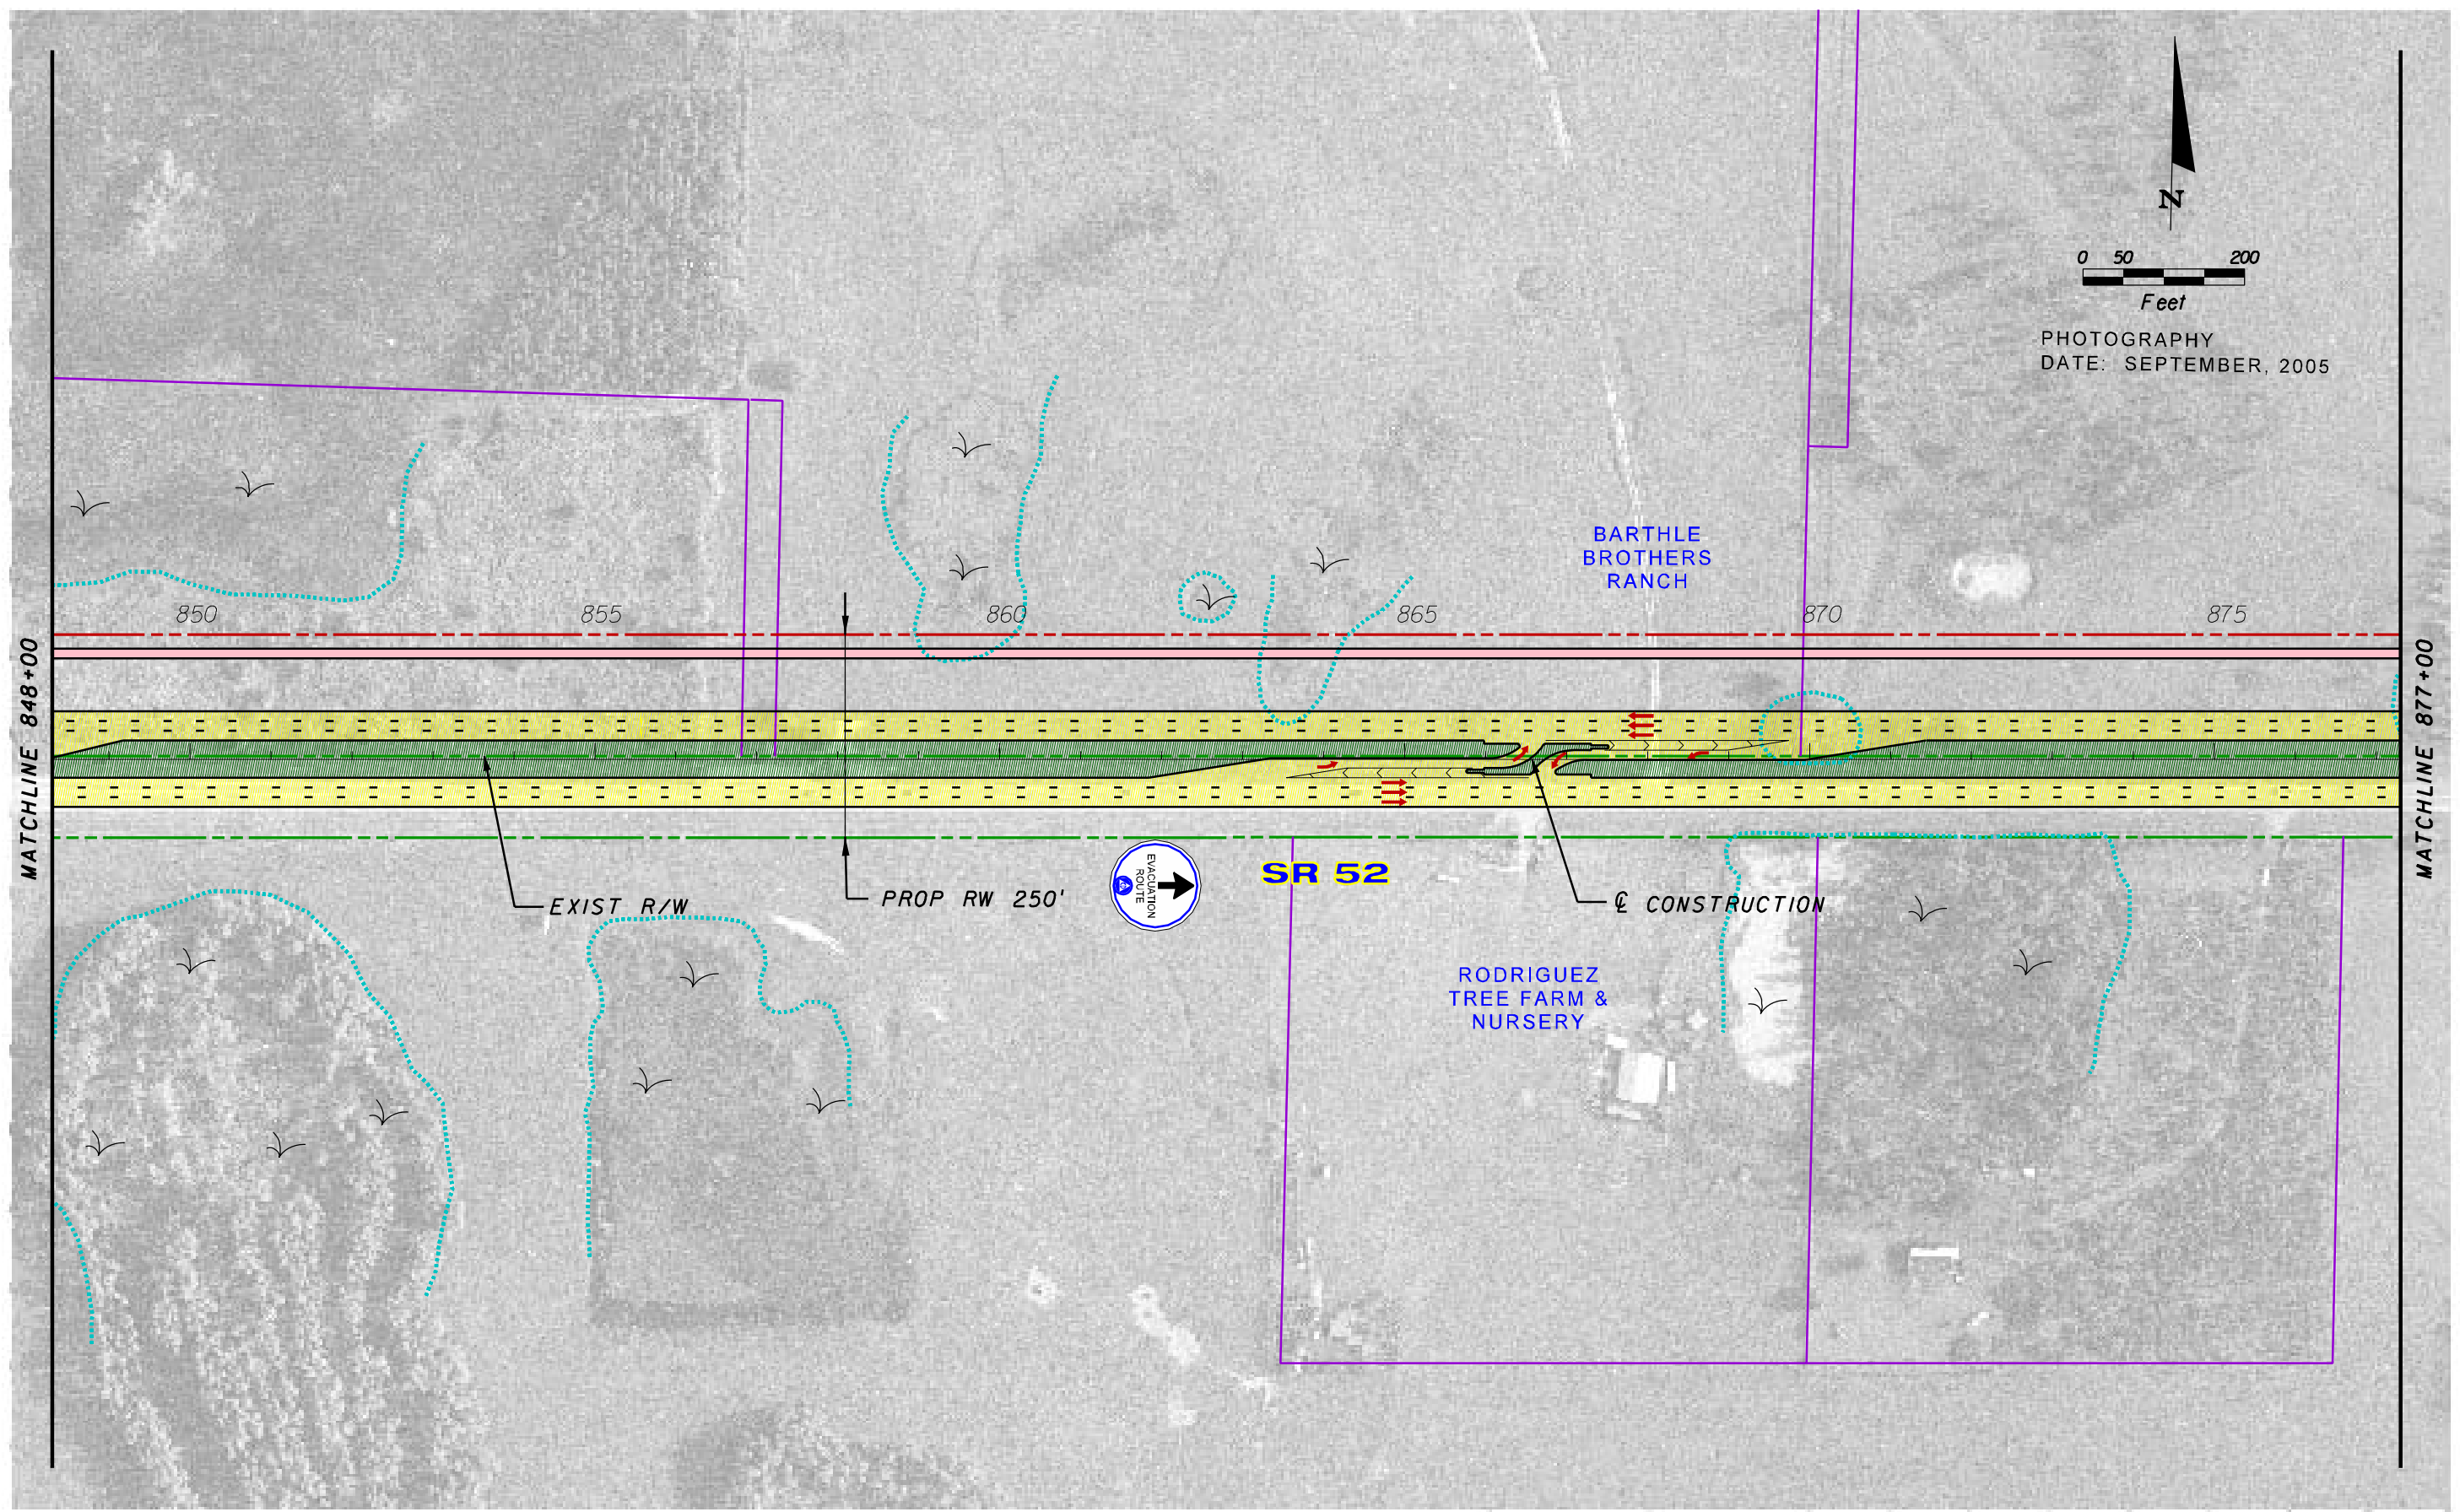 N
0 50 200
Feet
PHOTOGRAPHY
DATE: SEPTEMBER, 2005
BARTHLE
BROTHERS
RANCH
850 855 860 865 870 875
MATCHLINE 848+00
MATCHLINE 877+00
EVACUATION
ROUTE
SR 52
EXIST R/W
PROP RW 250'
℄ CONSTRUCTION
RODRIGUEZ
TREE FARM &
NURSERY